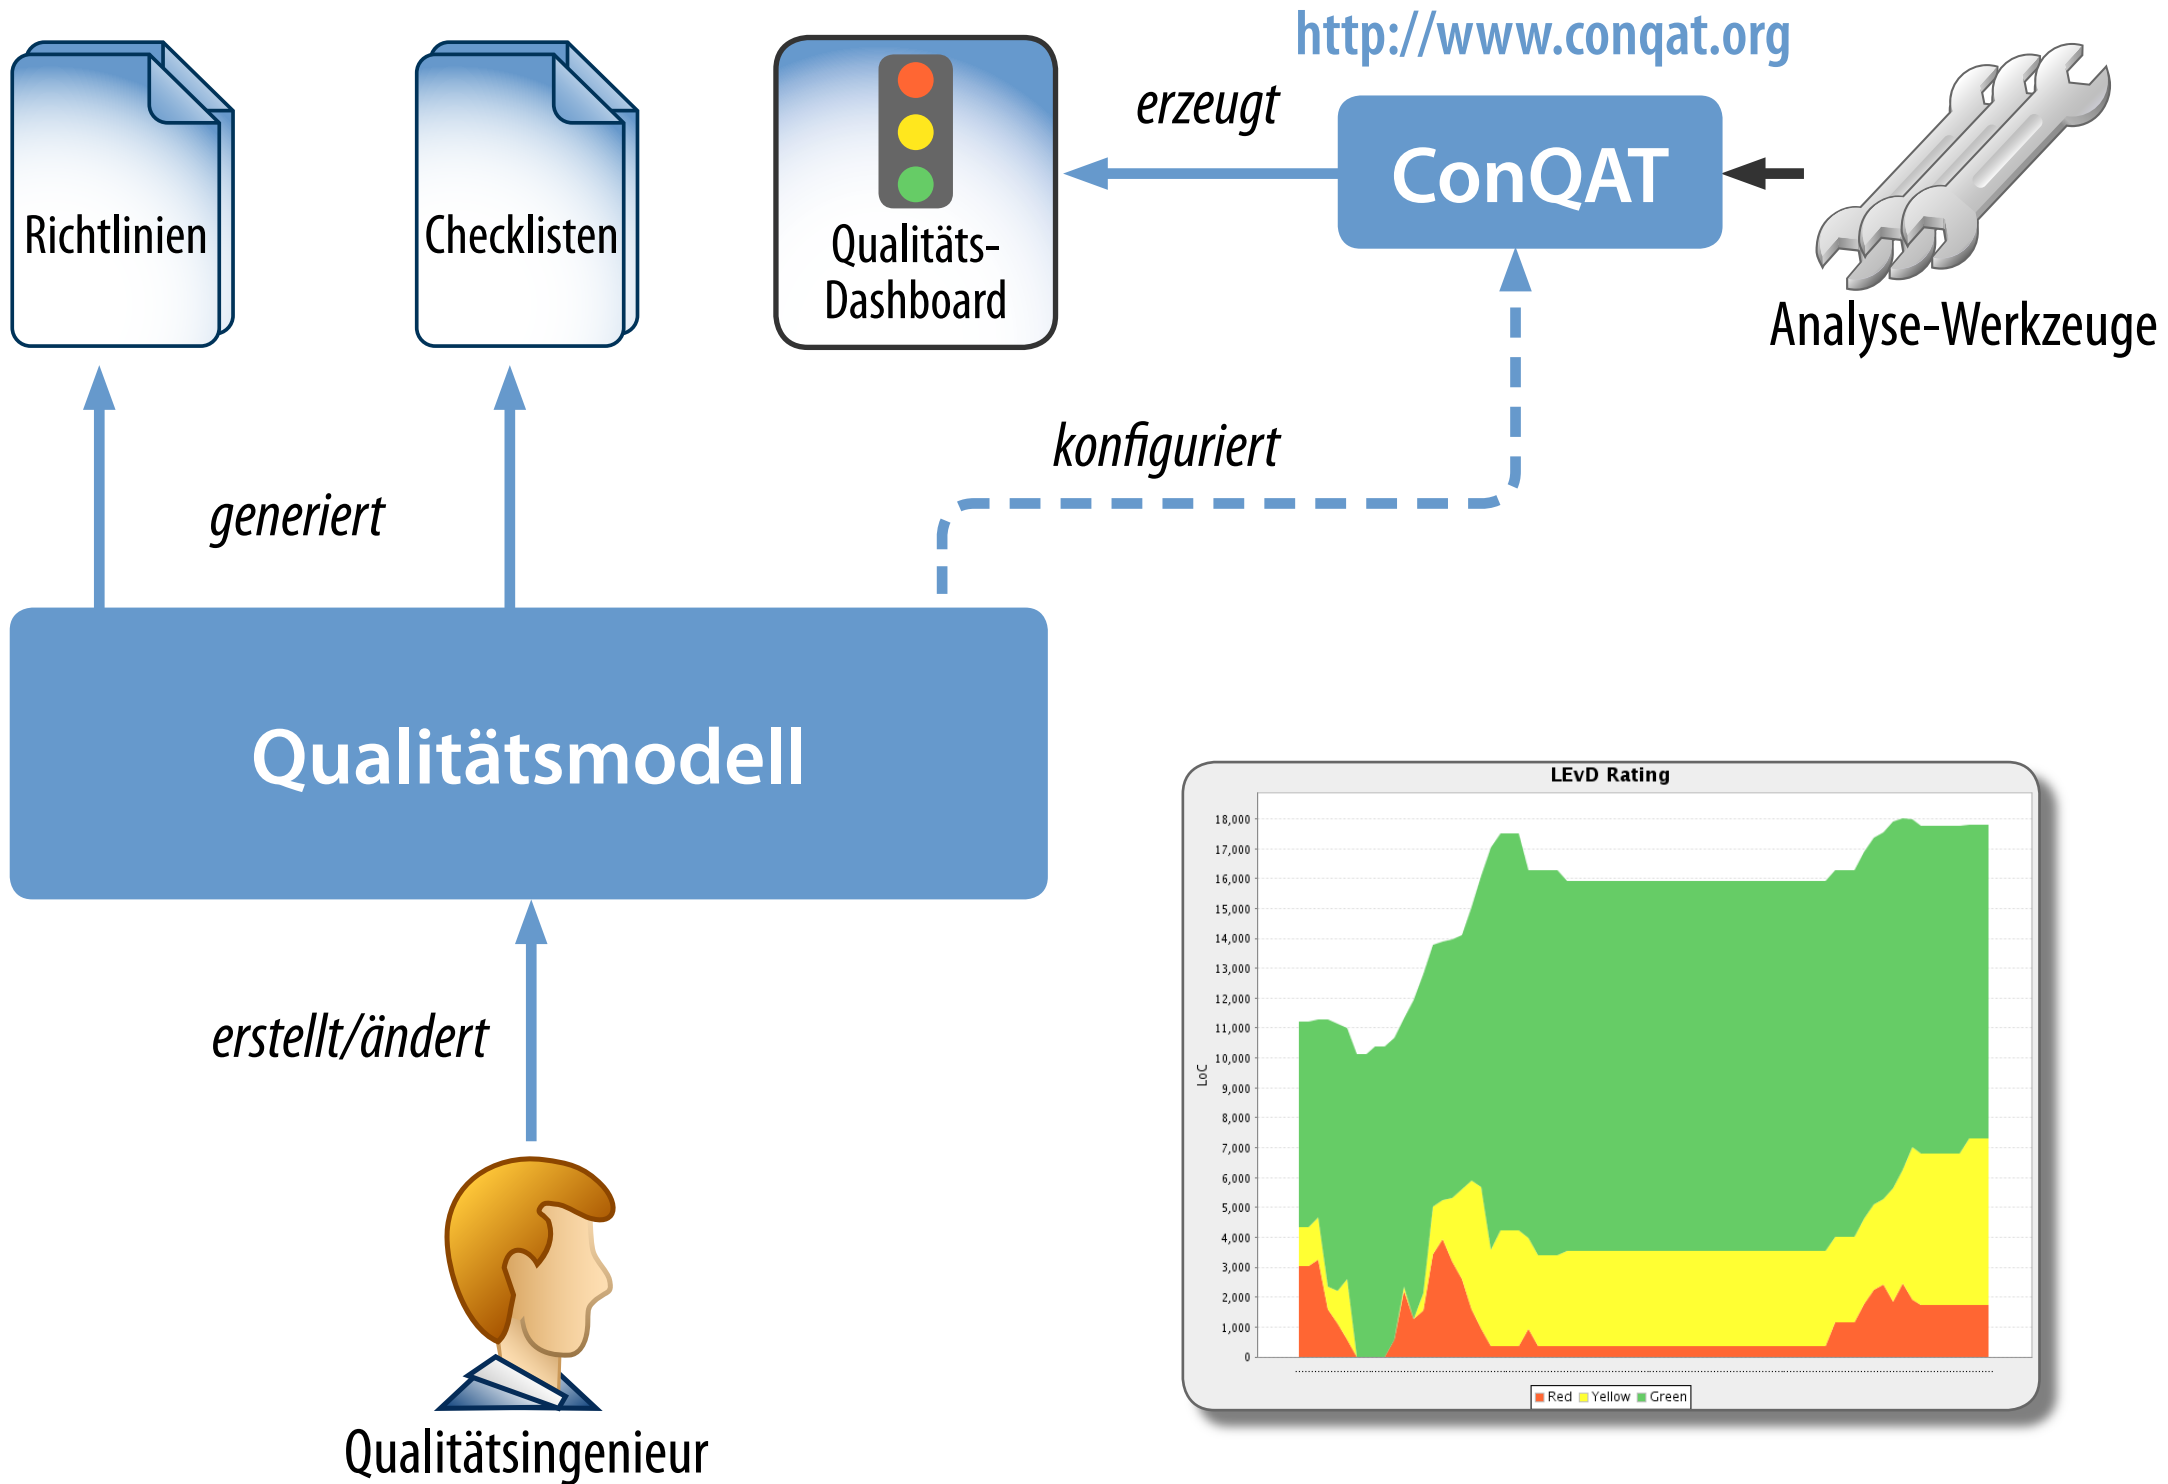 http://www.conqat.org
erzeugt
ConQAT
Richtlinien
Checklisten
Qualitäts-
Dashboard
Analyse-Werkzeuge
konfiguriert
generiert
Qualitätsmodell
erstellt/ändert
Qualitätsingenieur
LEvD Rating
18,000
17,000
16,000
15,000
14,000
13,000
12,000
11,000
10,000
9,000
8,000
7,000
6,000
5,000
4,000
3,000
2,000
1,000
0
LoC
Red Yellow Green